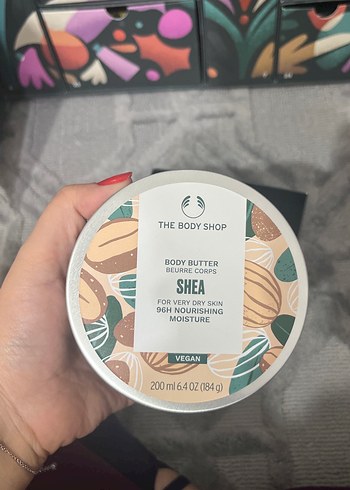 THE BODY SHOP
BODY BUTTER
BEURRE CORPS
SHEA
FOR VERY DRY SKIN
96H NOURISHING
MOISTURE
VEGAN
200 ml 6.4 OZ (184 g)